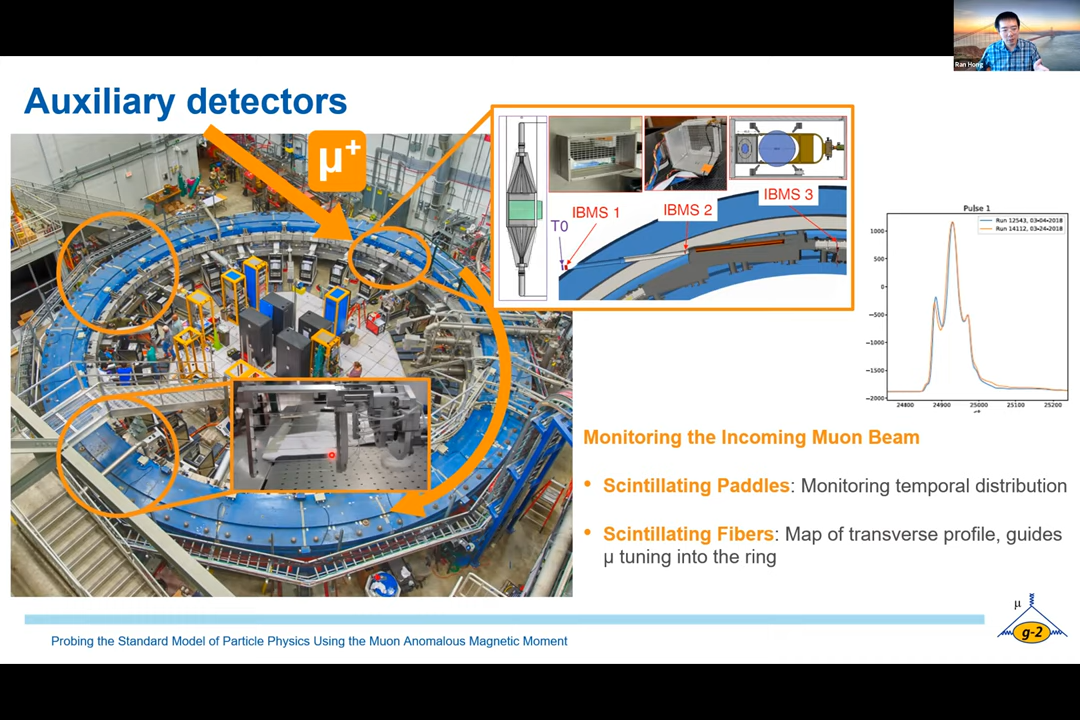 Ran Hong
Auxiliary detectors
μ+
T0
IBMS 1
IBMS 2
IBMS 3
Pulse 1
Run 12543, 03-04-2018
Run 14112, 03-24-2018
1000
500
0
−500
−1000
−1500
−2000
24800 24900 25000 25100 25200
Monitoring the Incoming Muon Beam
• Scintillating Paddles: Monitoring temporal distribution
• Scintillating Fibers: Map of transverse profile, guides
μ tuning into the ring
Probing the Standard Model of Particle Physics Using the Muon Anomalous Magnetic Moment
μ
g-2